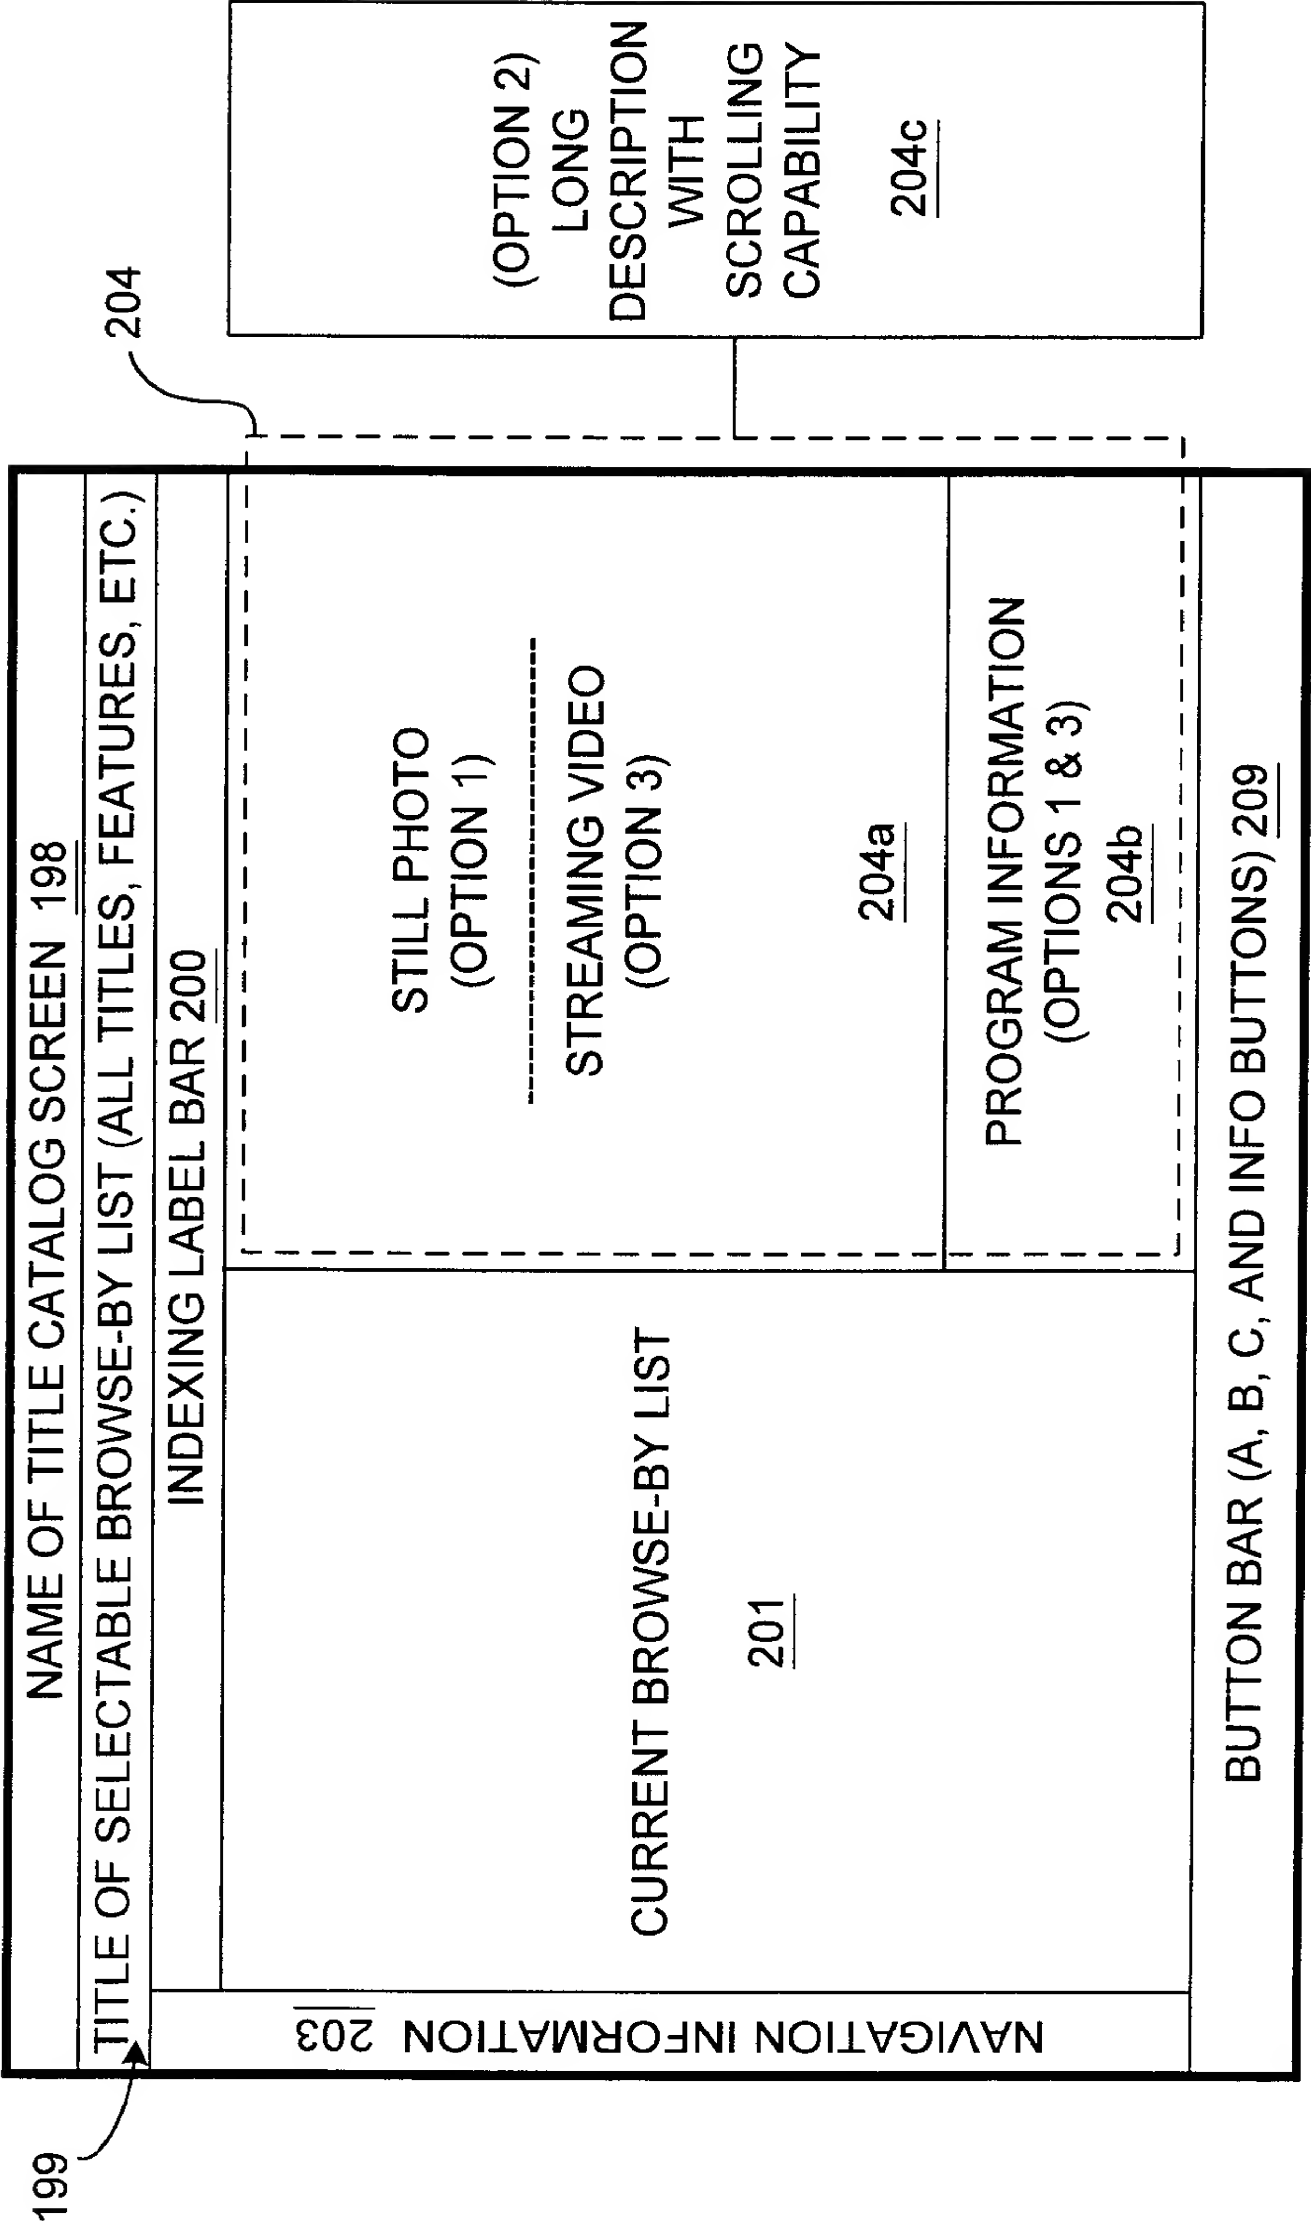 NAME OF TITLE CATALOG SCREEN 198
199
TITLE OF SELECTABLE BROWSE-BY LIST (ALL TITLES, FEATURES, ETC.)
INDEXING LABEL BAR 200
204
NAVIGATION INFORMATION 203
CURRENT BROWSE-BY LIST
201
STILL PHOTO
(OPTION 1)
STREAMING VIDEO
(OPTION 3)
204a
PROGRAM INFORMATION
(OPTIONS 1 & 3)
204b
(OPTION 2)
LONG
DESCRIPTION
WITH
SCROLLING
CAPABILITY
204c
BUTTON BAR (A, B, C, AND INFO BUTTONS) 209